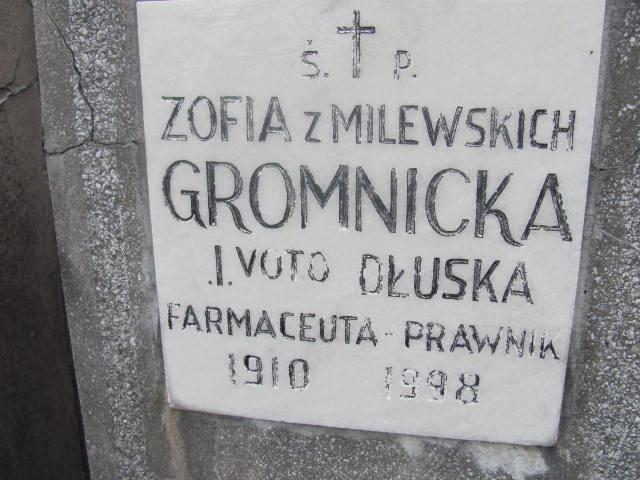 Ś. P.
ZOFIA Z MILEWSKICH
GROMNICKA
I. VOTO DŁUSKA
FARMACEUTA - PRAWNIK
1910 1998